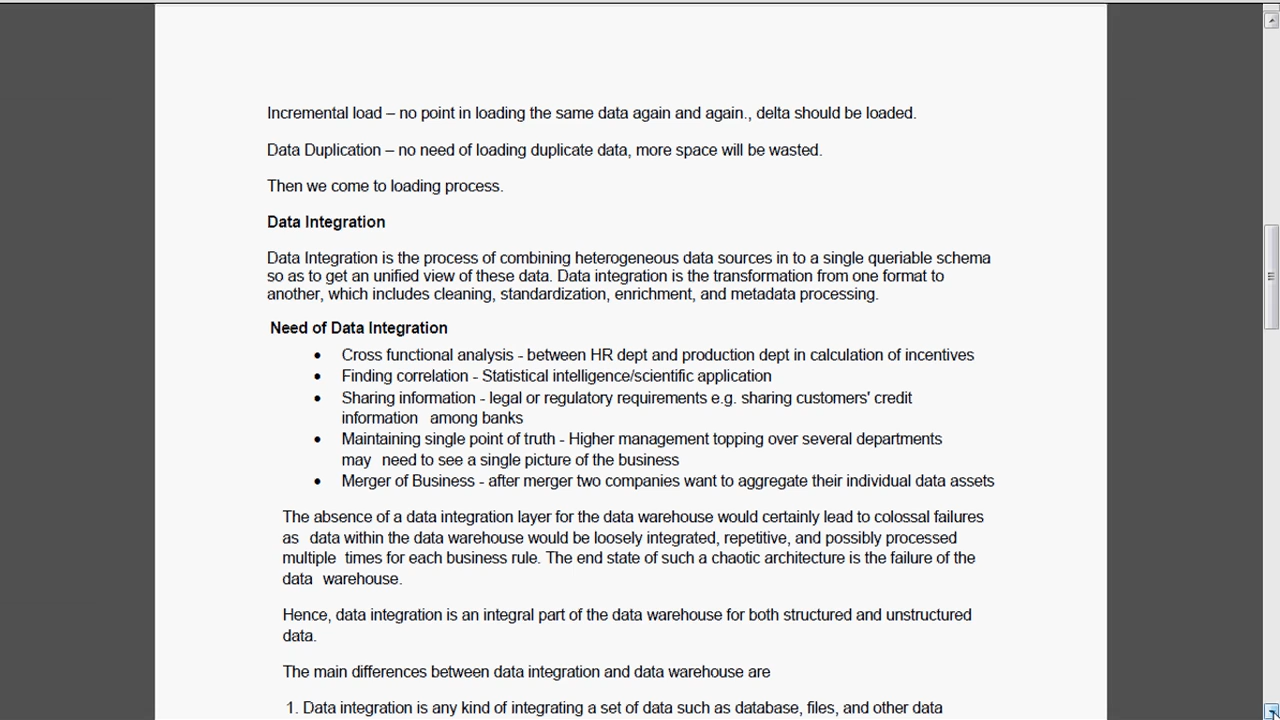 Incremental load – no point in loading the same data again and again., delta should be loaded.
Data Duplication – no need of loading duplicate data, more space will be wasted.
Then we come to loading process.
Data Integration
Data Integration is the process of combining heterogeneous data sources in to a single queriable schema
so as to get an unified view of these data. Data integration is the transformation from one format to
another, which includes cleaning, standardization, enrichment, and metadata processing.
Need of Data Integration
• Cross functional analysis - between HR dept and production dept in calculation of incentives
• Finding correlation - Statistical intelligence/scientific application
• Sharing information - legal or regulatory requirements e.g. sharing customers' credit
information among banks
• Maintaining single point of truth - Higher management topping over several departments
may need to see a single picture of the business
• Merger of Business - after merger two companies want to aggregate their individual data assets
The absence of a data integration layer for the data warehouse would certainly lead to colossal failures
as data within the data warehouse would be loosely integrated, repetitive, and possibly processed
multiple times for each business rule. The end state of such a chaotic architecture is the failure of the
data warehouse.
Hence, data integration is an integral part of the data warehouse for both structured and unstructured
data.
The main differences between data integration and data warehouse are
1. Data integration is any kind of integrating a set of data such as database, files, and other data